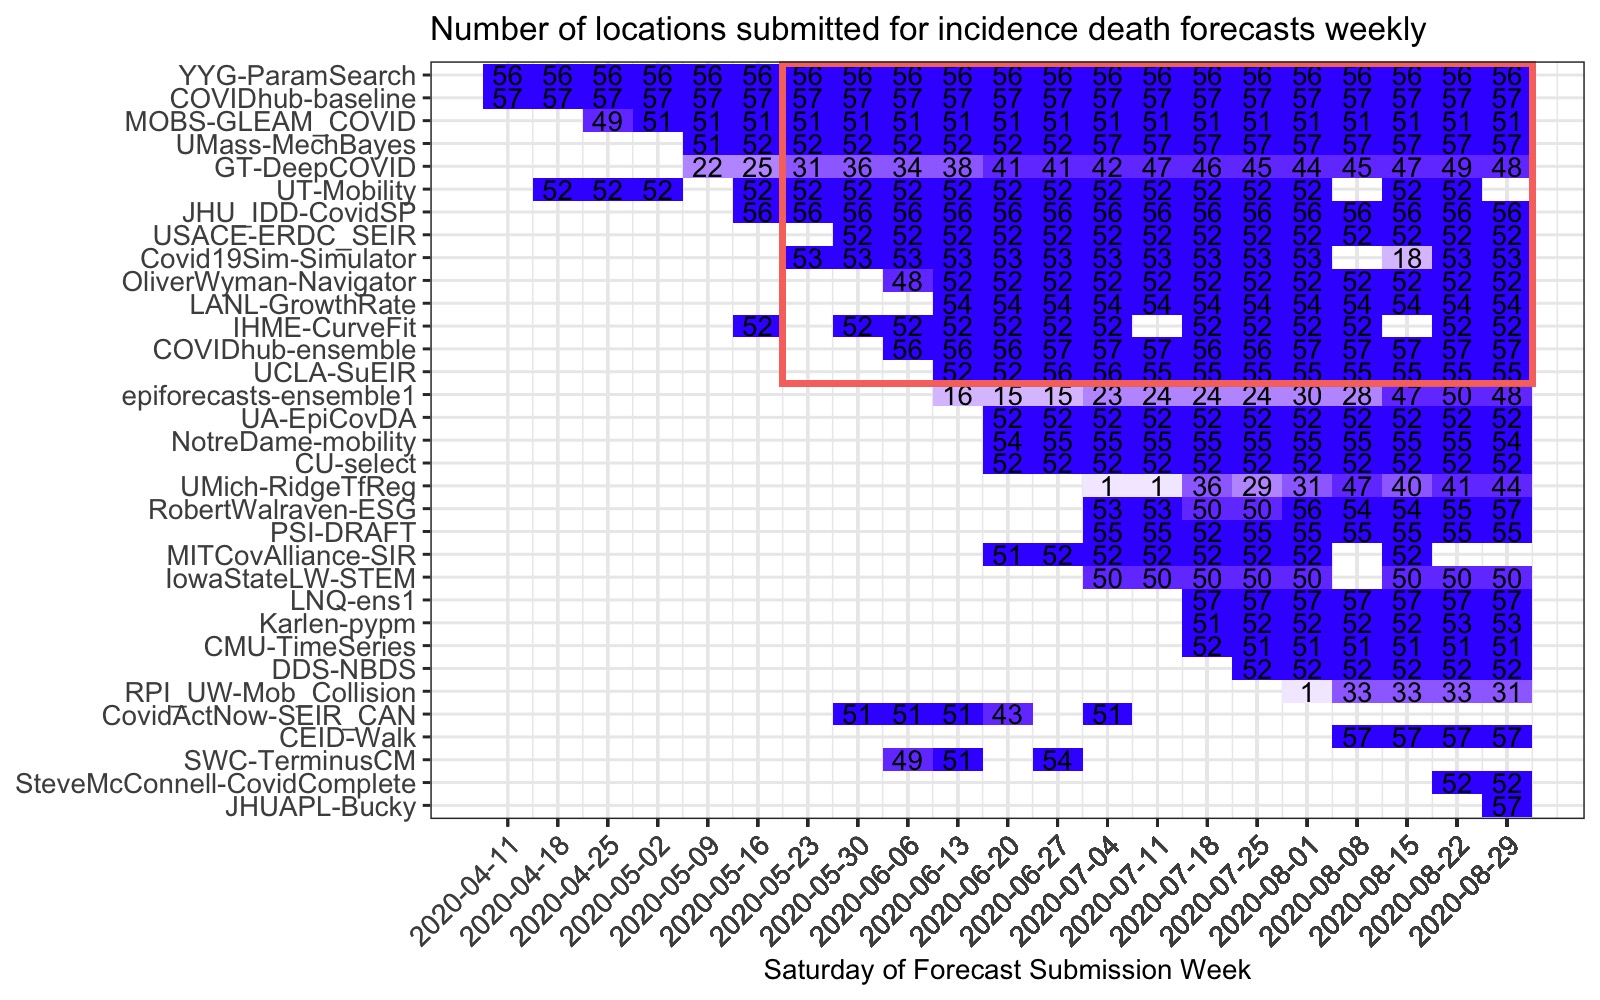 Number of locations submitted for incidence death forecasts weekly
YYG-ParamSearch 56 56 56 56 56 56 56 56 56 56 56 56 56 56 56 56 56 56 56 56 56
COVIDhub-baseline 57 57 57 57 57 57 57 57 57 57 57 57 57 57 57 57 57 57 57 57 57
MOBS-GLEAM_COVID 49 51 51 51 51 51 51 51 51 51 51 51 51 51 51 51 51 51 51
UMass-MechBayes 51 52 52 52 52 52 52 52 57 57 57 57 57 57 57 57 57
GT-DeepCOVID 22 25 31 36 34 38 41 41 42 47 46 45 44 45 47 49 48
UT-Mobility 52 52 52 52 52 52 52 52 52 52 52 52 52 52 52 52 52
JHU_IDD-CovidSP 56 56 56 56 56 56 56 56 56 56 56 56 56 56 56 56
USACE-ERDC_SEIR 52 52 52 52 52 52 52 52 52 52 52 52 52 52
Covid19Sim-Simulator 53 53 53 53 53 53 53 53 53 53 53 18 53 53
OliverWyman-Navigator 48 52 52 52 52 52 52 52 52 52 52 52 52
LANL-GrowthRate 54 54 54 54 54 54 54 54 54 54 54 54
IHME-CurveFit 52 52 52 52 52 52 52 52 52 52 52 52 52
COVIDhub-ensemble 56 56 56 57 57 57 56 56 57 57 57 57 57
UCLA-SuEIR 52 52 56 56 55 55 55 55 55 55 55 55
epiforecasts-ensemble1 16 15 15 23 24 24 24 30 28 47 50 48
UA-EpiCovDA 52 52 52 52 52 52 52 52 52 52 52
NotreDame-mobility 54 55 55 55 55 55 55 55 55 55 54
CU-select 52 52 52 52 52 52 52 52 52 52 52
UMich-RidgeTfReg 1 1 36 29 31 47 40 41 44
RobertWalraven-ESG 53 53 50 50 56 54 54 55 57
PSI-DRAFT 55 55 52 55 55 55 55 55 55
MITCovAlliance-SIR 51 52 52 52 52 52 52 52
IowaStateLW-STEM 50 50 50 50 50 50 50 50
LNQ-ens1 57 57 57 57 57 57 57
Karlen-pypm 51 52 52 52 52 53 53
CMU-TimeSeries 52 51 51 51 51 51 51
DDS-NBDS 52 52 52 52 52 52
RPI_UW-Mob_Collision 1 33 33 33 31
CovidActNow-SEIR_CAN 51 51 51 43 51
CEID-Walk 57 57 57 57
SWC-TerminusCM 49 51 54
SteveMcConnell-CovidComplete 52 52
JHUAPL-Bucky 57
2020-04-11 2020-04-18 2020-04-25 2020-05-02 2020-05-09 2020-05-16 2020-05-23 2020-05-30 2020-06-06 2020-06-13 2020-06-20 2020-06-27 2020-07-04 2020-07-11 2020-07-18 2020-07-25 2020-08-01 2020-08-08 2020-08-15 2020-08-22 2020-08-29
Saturday of Forecast Submission Week